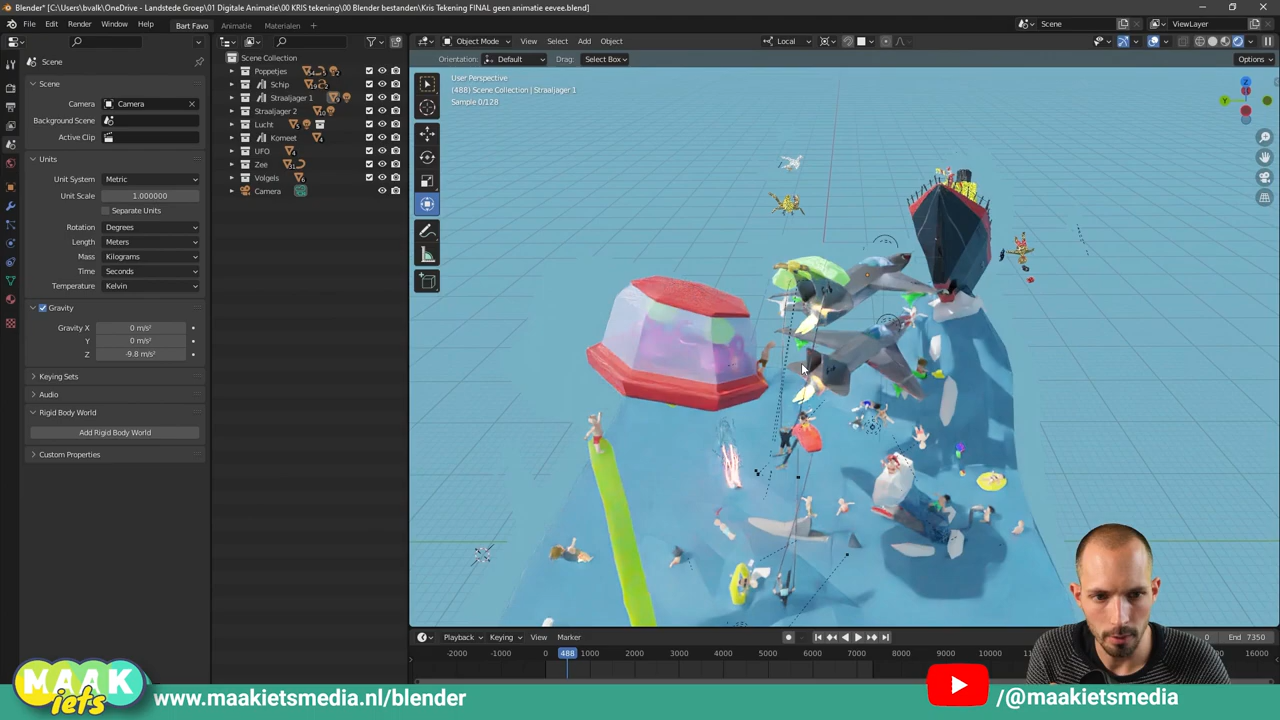 Blender* [C:\Users\bvalk\OneDrive - Landstede Groep\01 Digitale Animatie\00 KRIS tekening\00 Blender bestanden\Kris Tekening FINAL geen animatie eevee.blend]
File Edit Render Window Help Bart Favo Animatie Materialen Scene ViewLayer
Object Mode View Select Add Object Local
Orientation: Default Drag: Select Box Options
Scene
Scene
Camera Camera
Background Scene
Active Clip
Units
Unit System Metric
Unit Scale 1.000000
Separate Units
Rotation Degrees
Length Meters
Mass Kilograms
Time Seconds
Temperature Kelvin
Gravity
Gravity X 0 m/s²
Y 0 m/s²
Z -9.8 m/s²
Keying Sets
Audio
Rigid Body World
Add Rigid Body World
Custom Properties
Scene Collection
Poppetjes
Schip
Straaljager 1
Straaljager 2
Lucht
Komeet
UFO
Zee
Volgels
Camera
User Perspective
(488) Scene Collection | Straaljager 1
Sample 0/128
Z
Y
Playback Keying View Marker 0 End 7350
-2000 -1000 0 488 1000 2000 3000 4000 5000 6000 7000 8000 9000 10000 16000
MAAK
iets
www.maakietsmedia.nl/blender
/@maakietsmedia